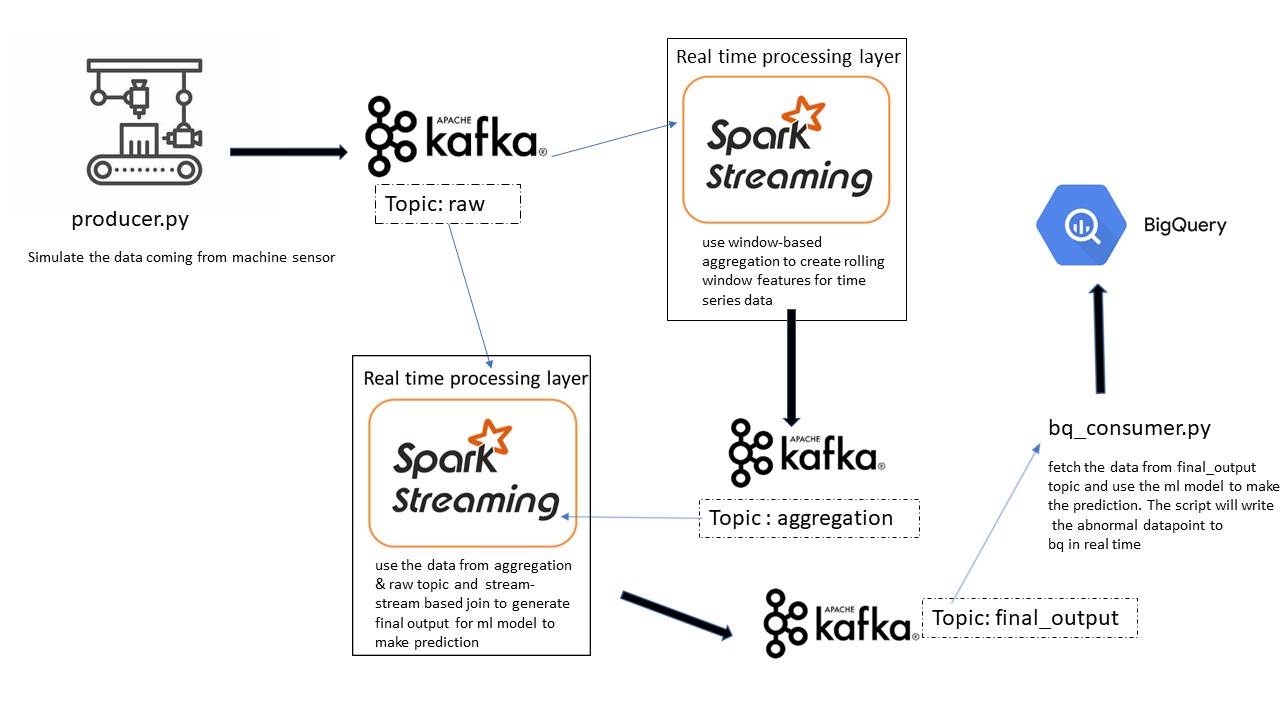 producer.py
Simulate the data coming from machine sensor
APACHE
kafka®
Topic: raw
Real time processing layer
Spark
Streaming
use window-based
aggregation to create rolling
window features for time
series data
APACHE
kafka®
Topic : aggregation
Real time processing layer
Spark
Streaming
use the data from aggregation
& raw topic and stream-
stream based join to generate
final output for ml model to
make prediction
APACHE
kafka®
Topic: final_output
bq_consumer.py
fetch the data from final_output
topic and use the ml model to make
the prediction. The script will write
the abnormal datapoint to
bq in real time
BigQuery